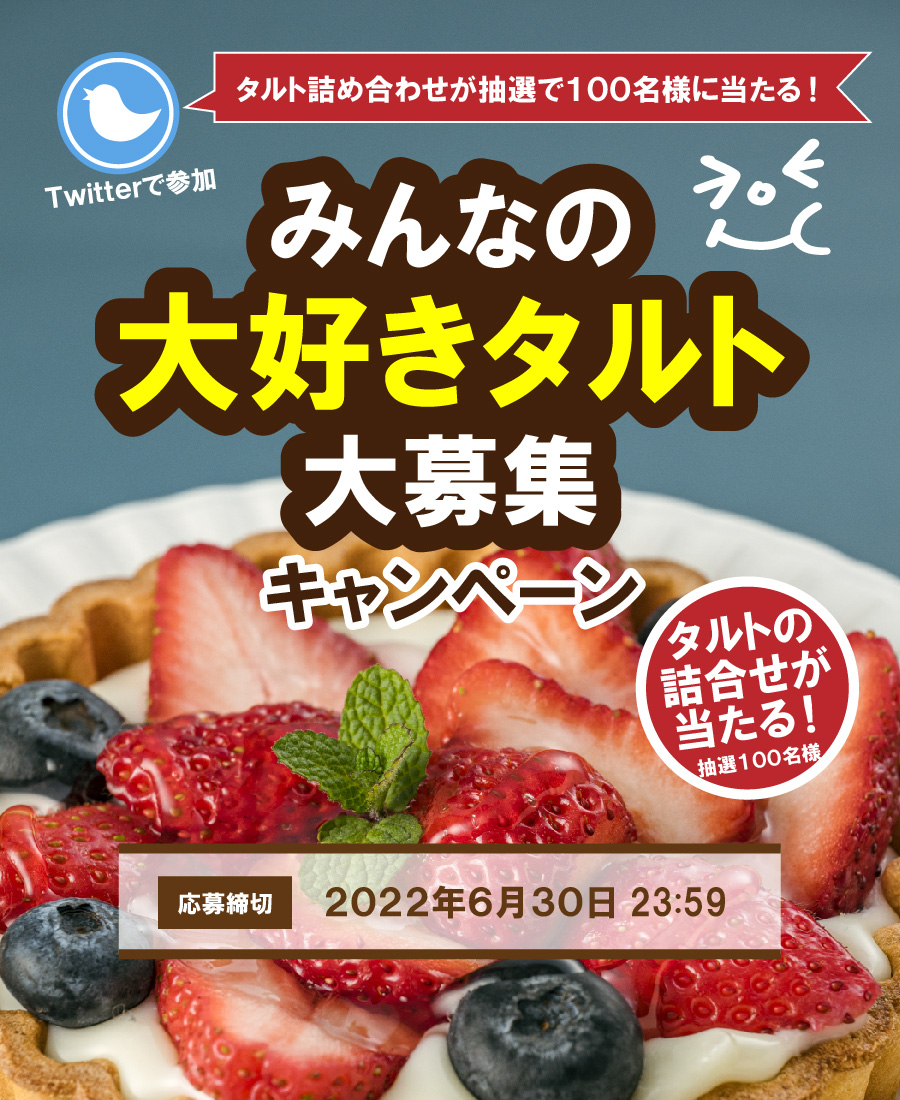 タルト詰め合わせが抽選で100名様に当たる!
Twitterで参加
みんなの
大好きタルト
大募集
キャンペーン
タルトの
詰合せが
当たる!
抽選100名様
応募締切 2022年6月30日 23:59